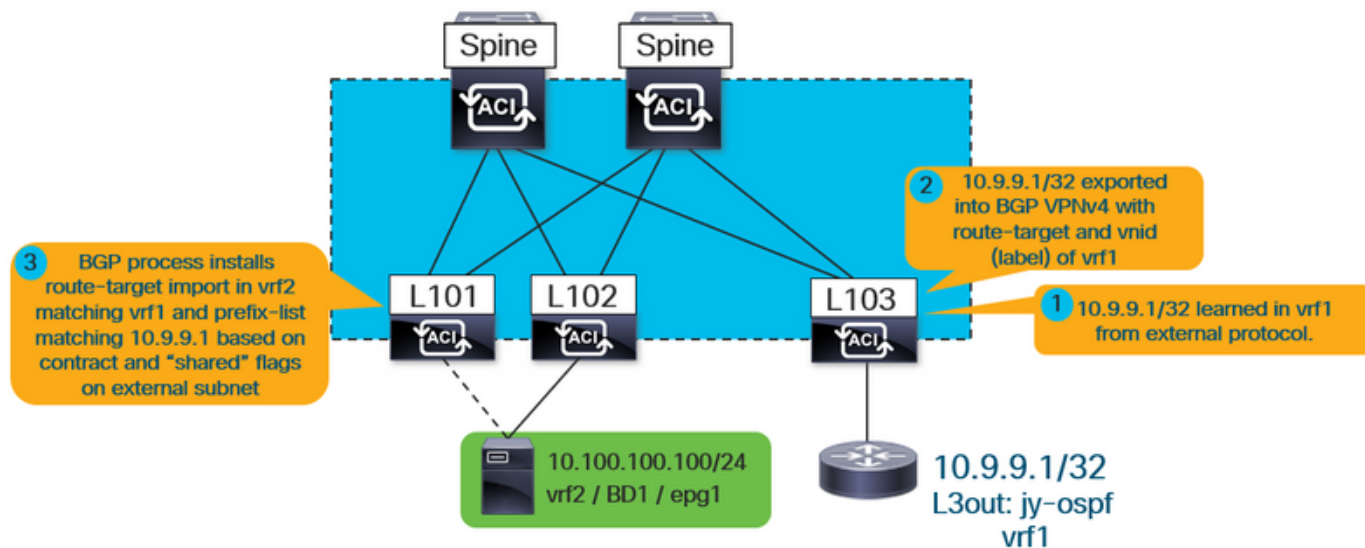 Spine
Spine
ACI
ACI
2 10.9.9.1/32 exported
into BGP VPNv4 with
route-target and vnid
(label) of vrf1
3 BGP process installs
route-target import in vrf2
matching vrf1 and prefix-list
matching 10.9.9.1 based on
contract and “shared” flags
on external subnet
L101
L102
L103
ACI
ACI
ACI
1 10.9.9.1/32 learned in vrf1
from external protocol.
10.100.100.100/24
vrf2 / BD1 / epg1
10.9.9.1/32
L3out: jy-ospf
vrf1